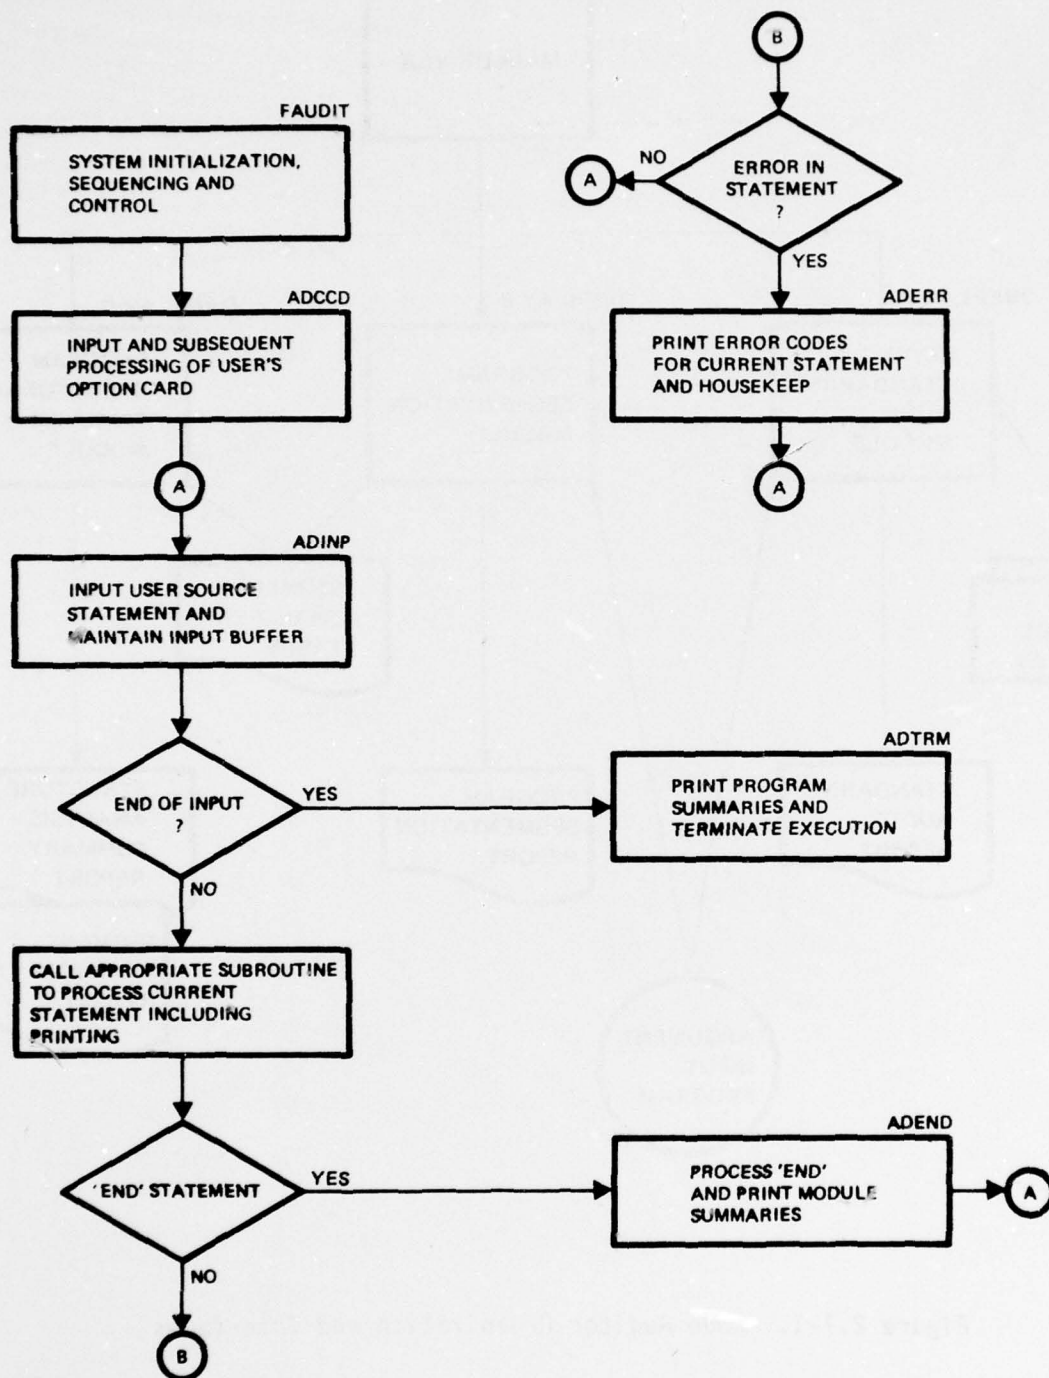 FAUDIT
SYSTEM INITIALIZATION,
SEQUENCING AND
CONTROL
ADCCD
INPUT AND SUBSEQUENT
PROCESSING OF USER'S
OPTION CARD
A
ADINP
INPUT USER SOURCE
STATEMENT AND
MAINTAIN INPUT BUFFER
END OF INPUT
?
YES
NO
ADTRM
PRINT PROGRAM
SUMMARIES AND
TERMINATE EXECUTION
CALL APPROPRIATE SUBROUTINE
TO PROCESS CURRENT
STATEMENT INCLUDING
PRINTING
'END' STATEMENT
YES
NO
ADEND
PROCESS 'END'
AND PRINT MODULE
SUMMARIES
A
B
B
ERROR IN
STATEMENT
?
NO
A
YES
ADERR
PRINT ERROR CODES
FOR CURRENT STATEMENT
AND HOUSEKEEP
A